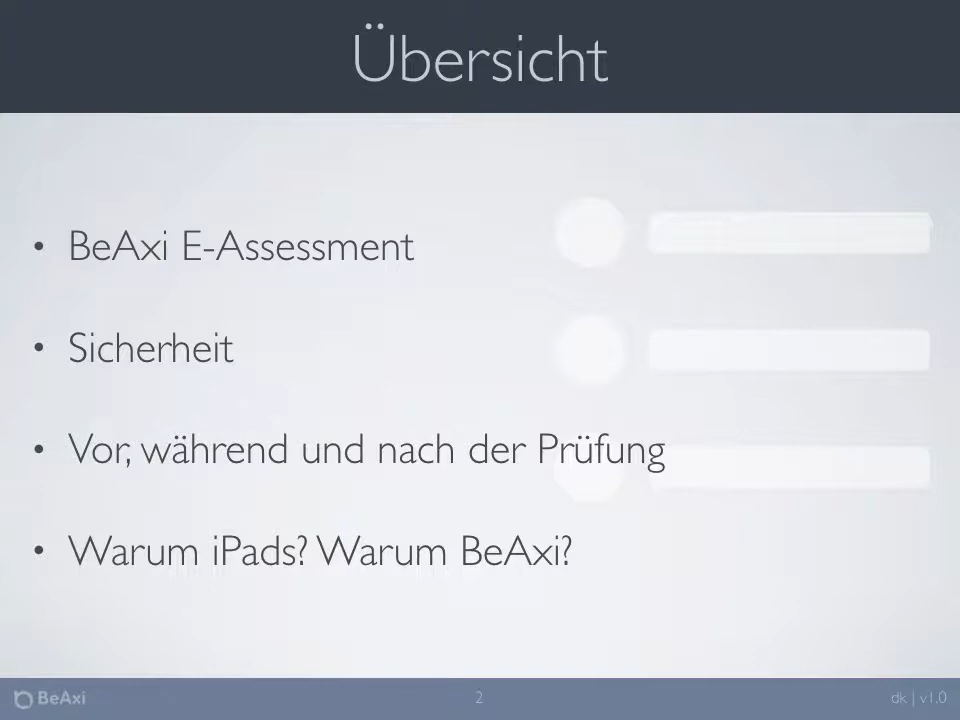 Übersicht
• BeAxi E-Assessment
• Sicherheit
• Vor, während und nach der Prüfung
• Warum iPads? Warum BeAxi?
BeAxi
2
dk | v1.0